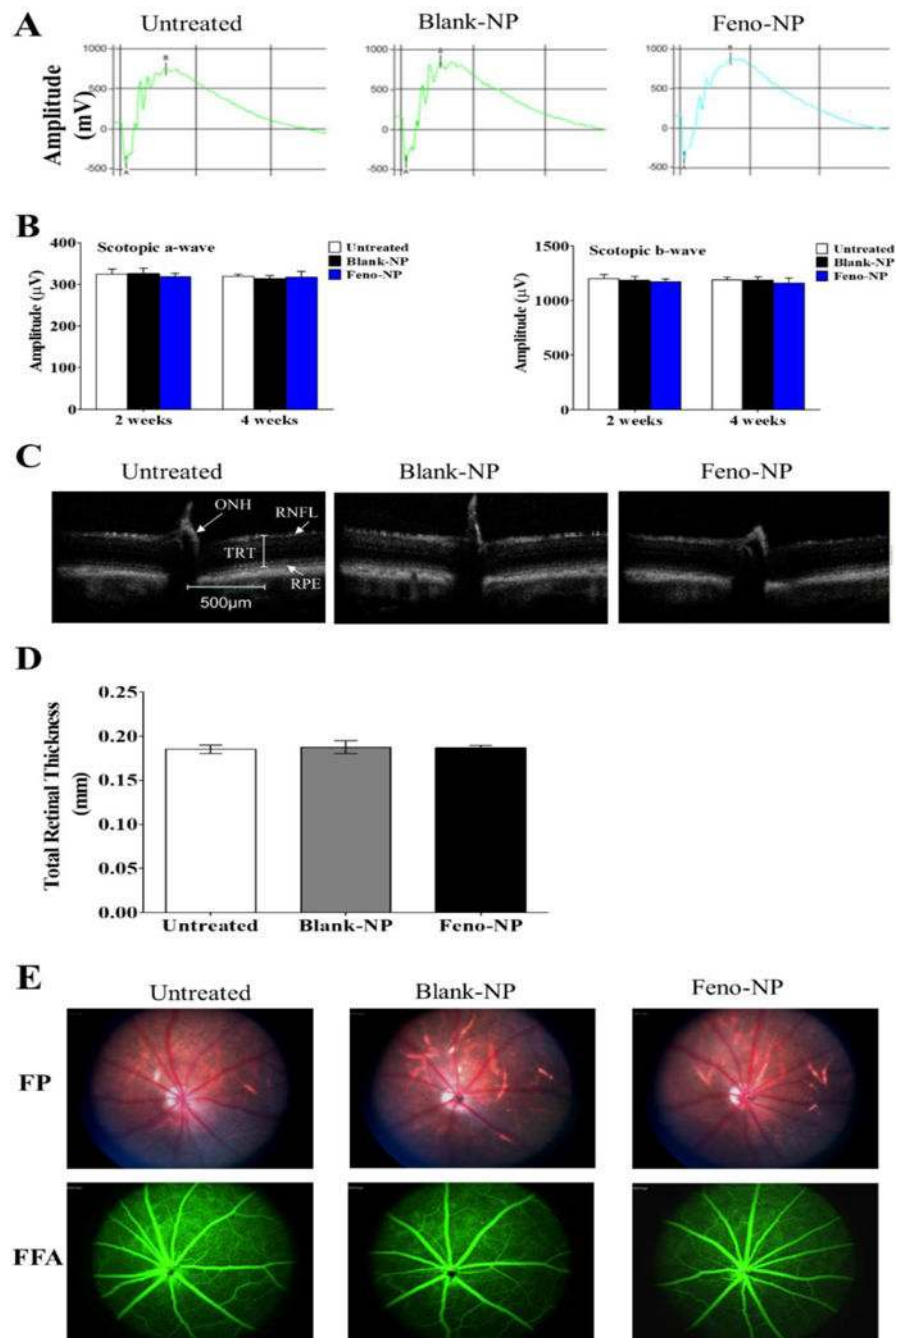 A
Untreated
Blank-NP
Feno-NP
Amplitude
(mV)
1000
500
0
-500
B
A
1000
500
0
-500
A
1000
500
0
-500
B
Scotopic a-wave
Untreated
Blank-NP
Feno-NP
Amplitude (µV)
400
300
200
100
0
2 weeks
4 weeks
Scotopic b-wave
Untreated
Blank-NP
Feno-NP
Amplitude (µV)
1500
1000
500
0
2 weeks
4 weeks
C
Untreated
Blank-NP
Feno-NP
ONH
RNFL
TRT
RPE
500µm
D
Total Retinal Thickness
(mm)
0.25
0.20
0.15
0.10
0.05
0.00
Untreated
Blank-NP
Feno-NP
E
Untreated
Blank-NP
Feno-NP
FP
FFA